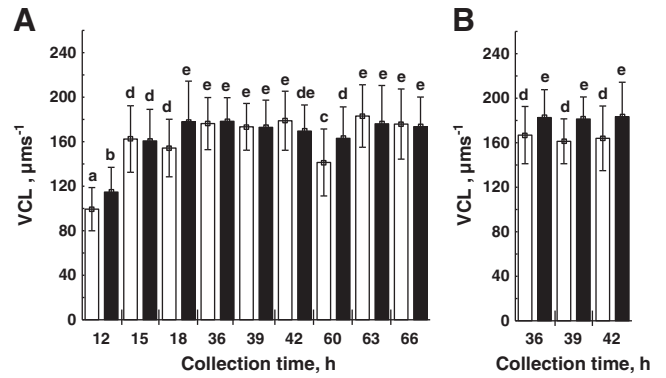 A
B
VCL , μms⁻¹
240
200
160
120
80
40
0
a b d d d e e e e e e de c d e e e e
12 15 18 36 39 42 60 63 66
Collection time, h
VCL , μms⁻¹
240
200
160
120
80
40
0
d e d e d e
36 39 42
Collection time, h